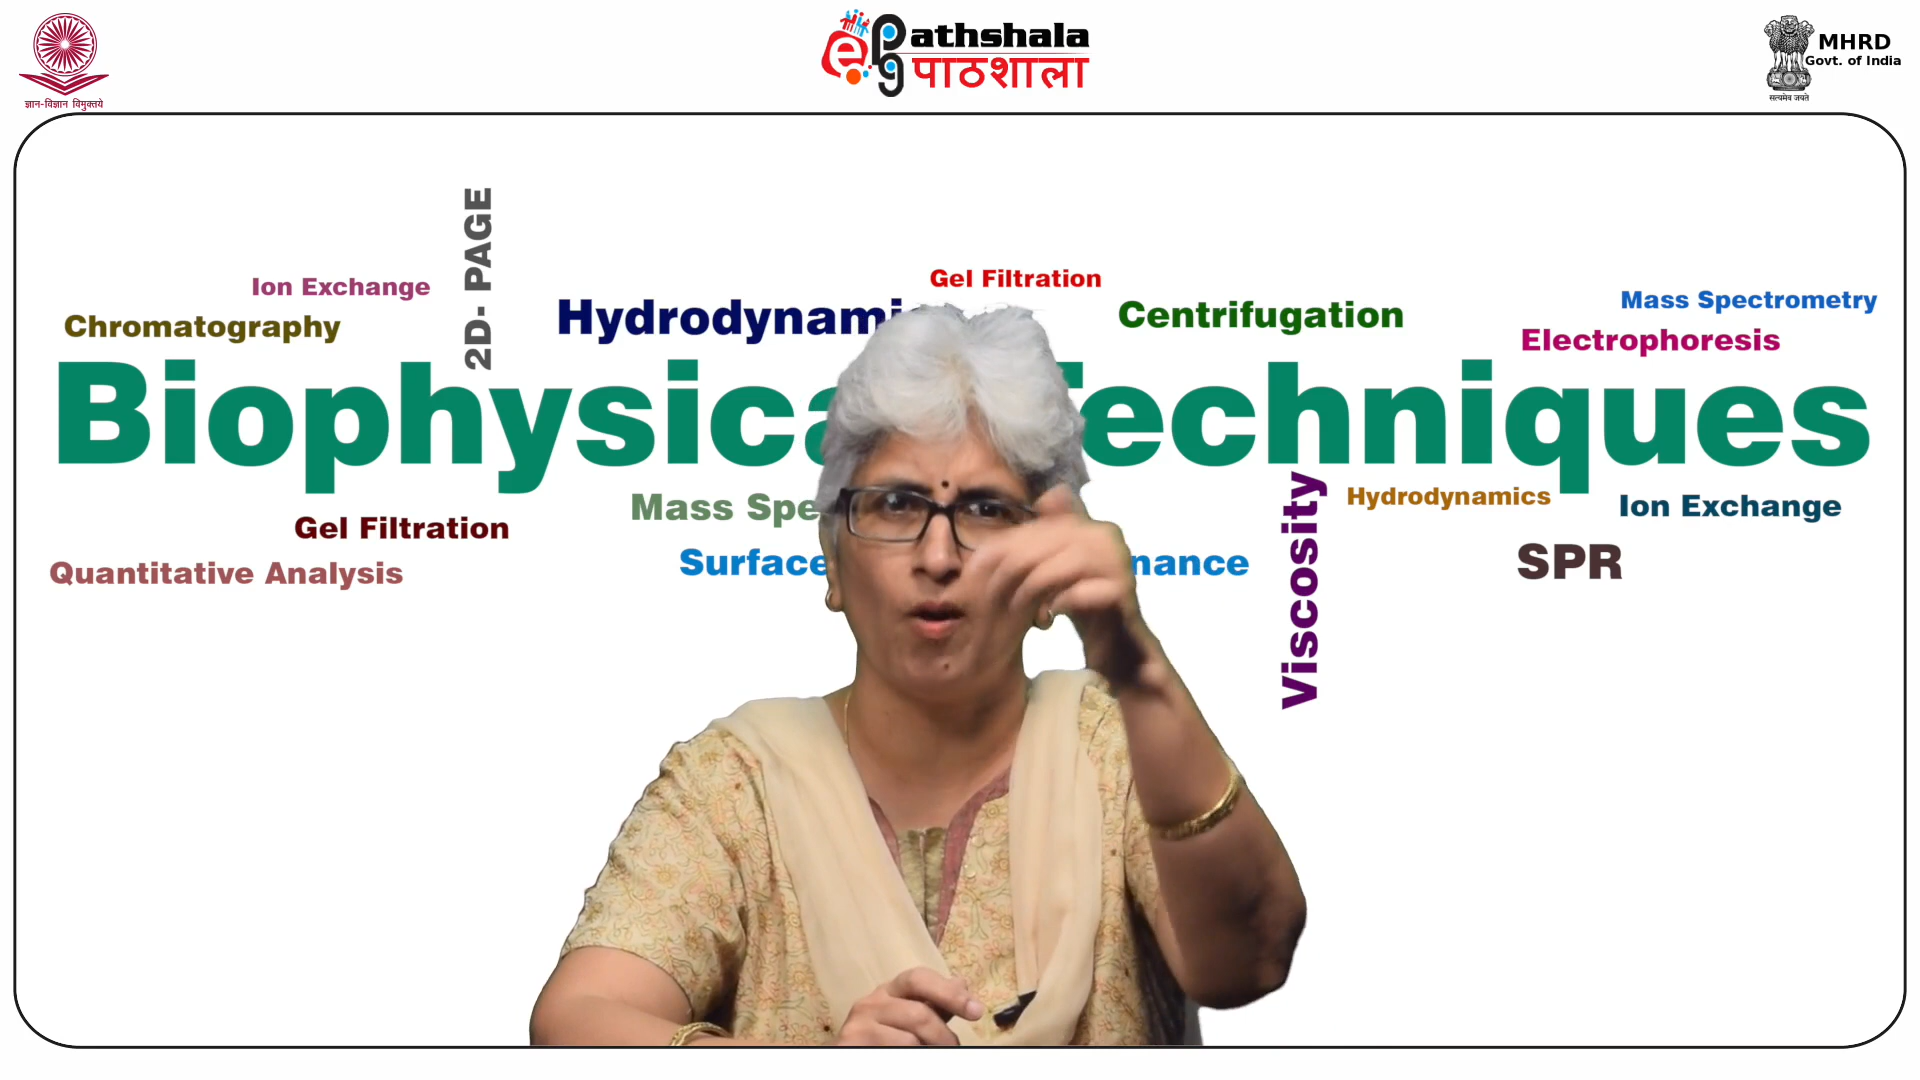 ज्ञान-विज्ञान विमुक्तये
athshala
पाठशाला
MHRD
Govt. of India
सत्यमेव जयते
2D- PAGE
Ion Exchange
Gel Filtration
Mass Spectrometry
Chromatography
Hydrodynami
Centrifugation
Electrophoresis
Biophysica Techniques
Mass Spe
Hydrodynamics
Ion Exchange
Gel Filtration
Viscosity
Quantitative Analysis
Surface
nance
SPR